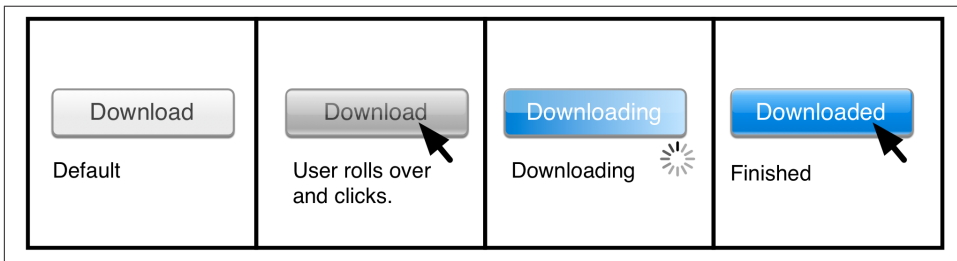 Download
Default
Download
User rolls over
and clicks.
Downloading
Downloading
Downloaded
Finished